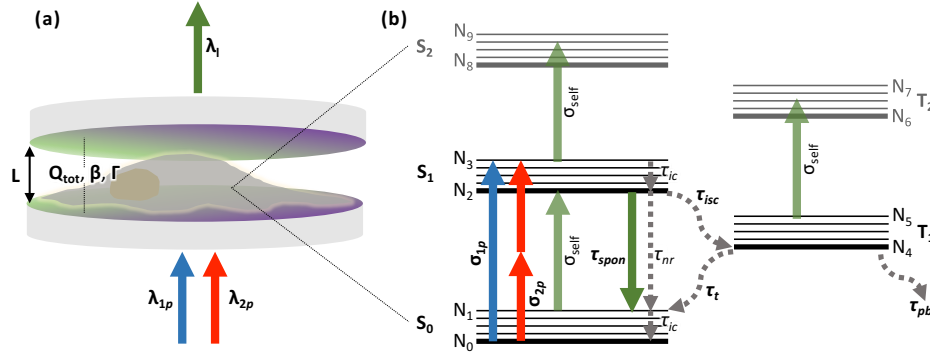 (a)
λl
L
Qtot, β, Γ
λ1p
λ2p
(b)
S2
S1
S0
N9
N8
σself
N3
N2
τic
τisc
σ1p
σ2p
σself
τspon
τnr
N1
N0
τic
τt
N7
T2
N6
σself
N5
T1
N4
τpb